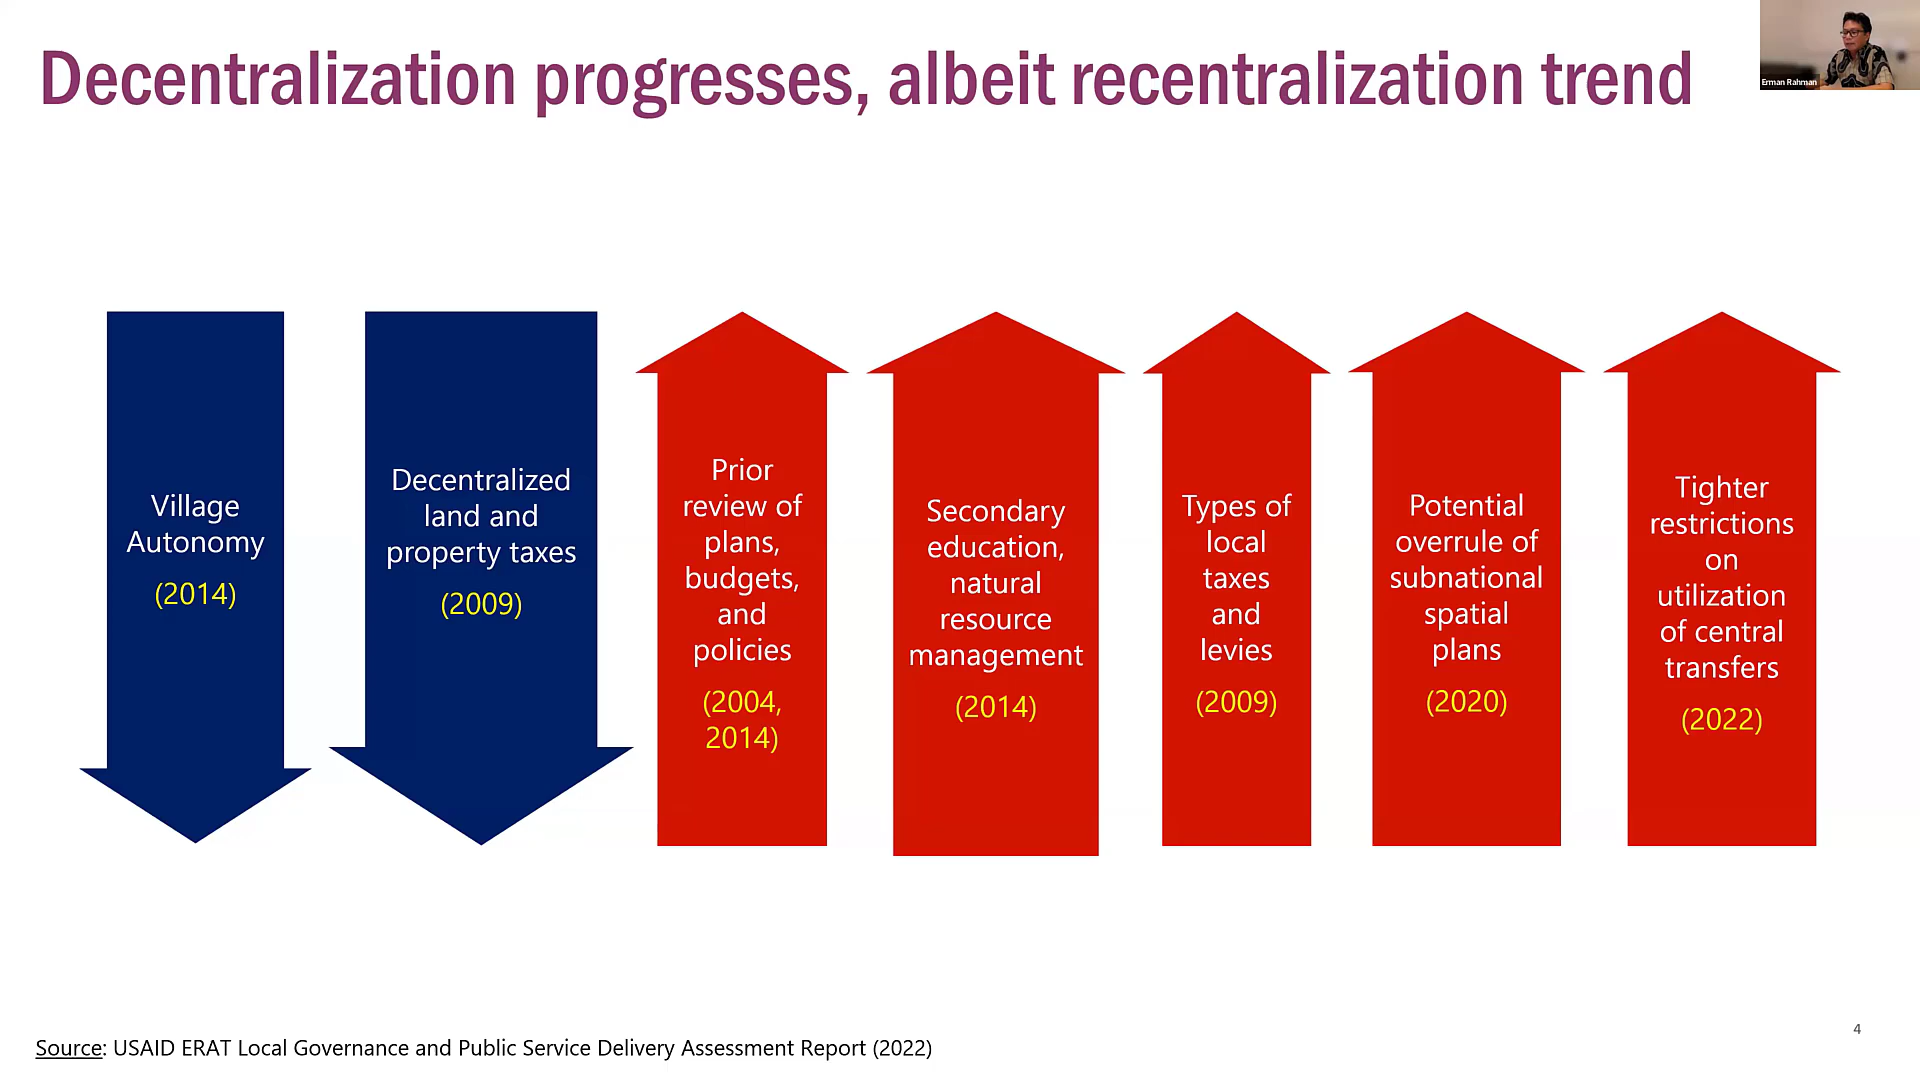 Decentralization progresses, albeit recentralization trend
Erman Rahman
Village
Autonomy
(2014)
Decentralized
land and
property taxes
(2009)
Prior
review of
plans,
budgets,
and
policies
(2004,
2014)
Secondary
education,
natural
resource
management
(2014)
Types of
local
taxes
and
levies
(2009)
Potential
overrule of
subnational
spatial
plans
(2020)
Tighter
restrictions
on
utilization
of central
transfers
(2022)
4
Source: USAID ERAT Local Governance and Public Service Delivery Assessment Report (2022)